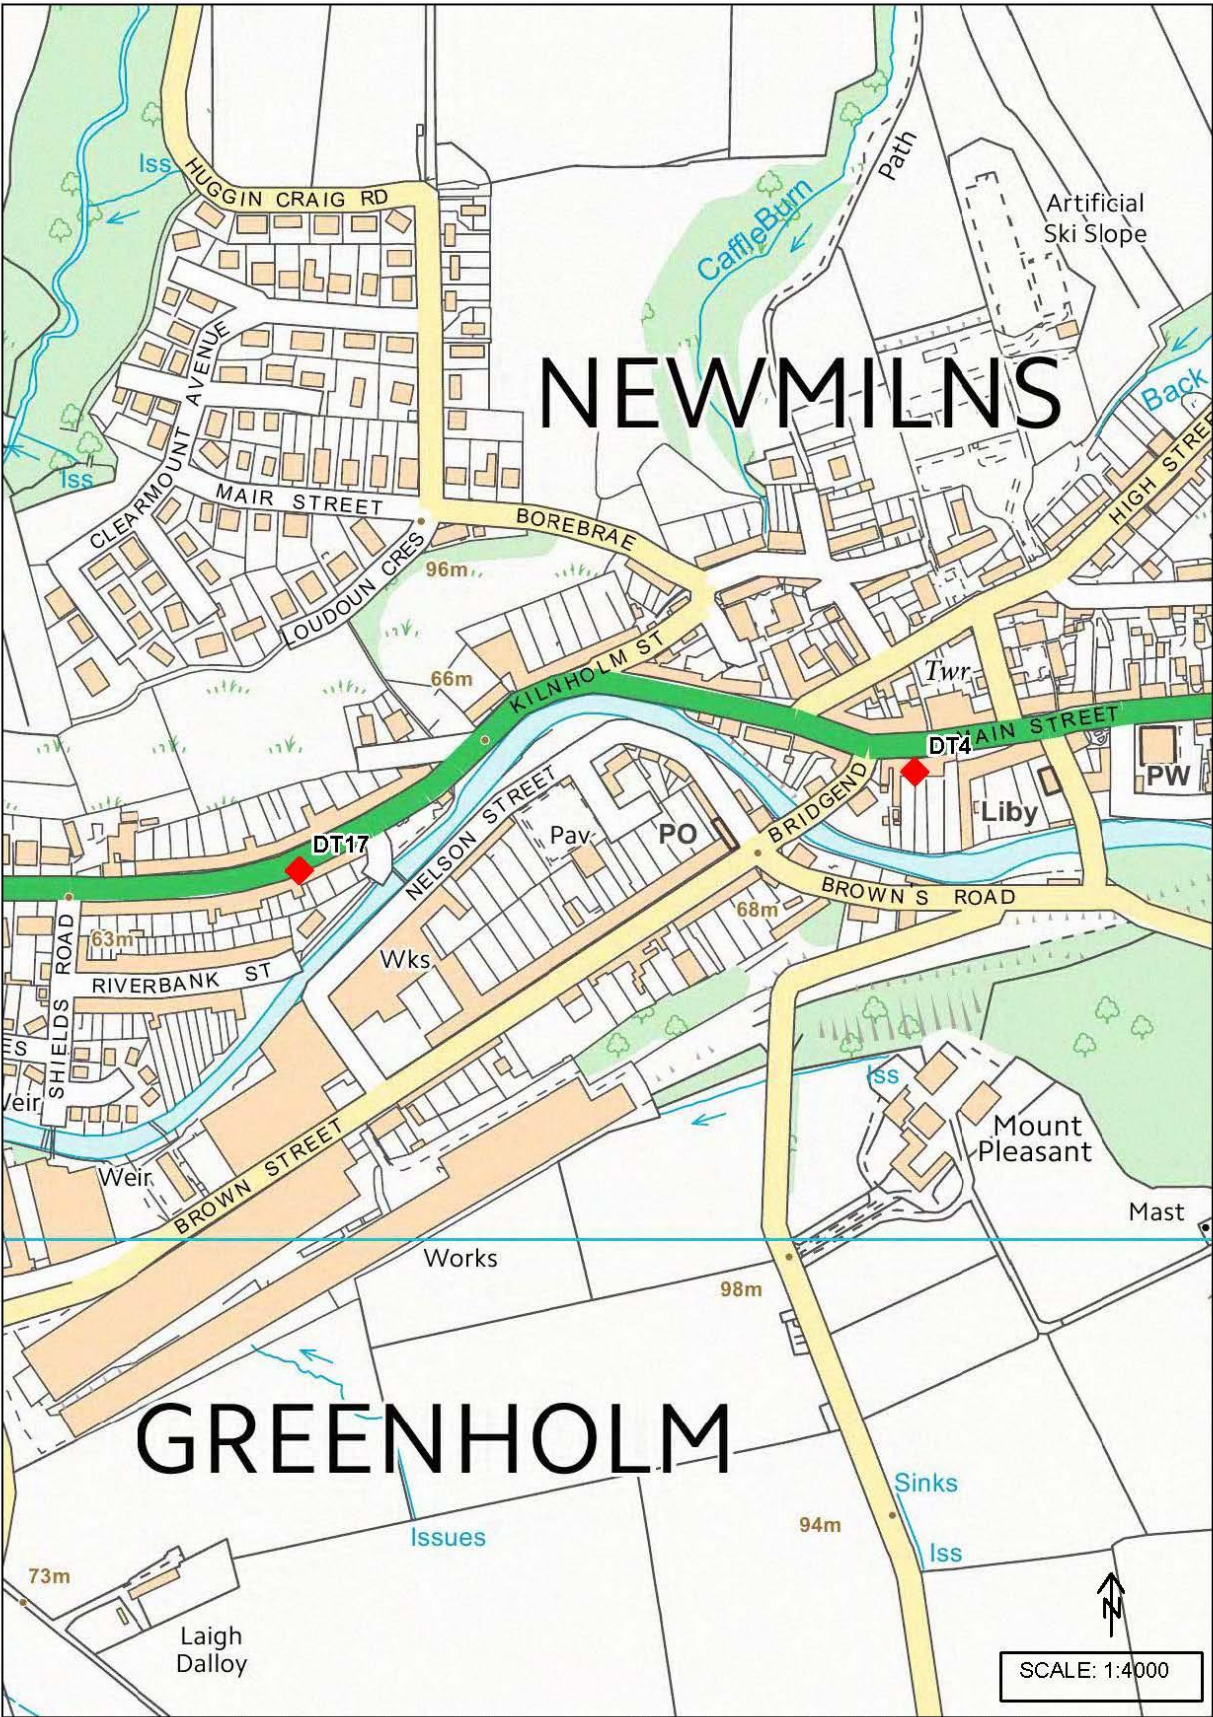 Iss
HUGGIN CRAIG RD
Path
CaffleBurn
Artificial
Ski Slope
NEWMILNS
Back
HIGH STREE
CLEARMOUNT AVENUE
Iss
MAIR STREET
BOREBRAE
LOUDOUN CRES
96m
66m
KILNHOLM ST
Twr
MAIN STREET
DT4
PW
Liby
BRIDGEND
PO
Pav
NELSON STREET
DT17
BROWN'S ROAD
68m
63m
SHIELDS ROAD
RIVERBANK ST
Wks
ES
Weir
Iss
Mount
Pleasant
Weir
BROWN STREET
Mast
Works
98m
GREENHOLM
Sinks
94m
Issues
Iss
73m
Laigh
Dalloy
N
SCALE: 1:4000